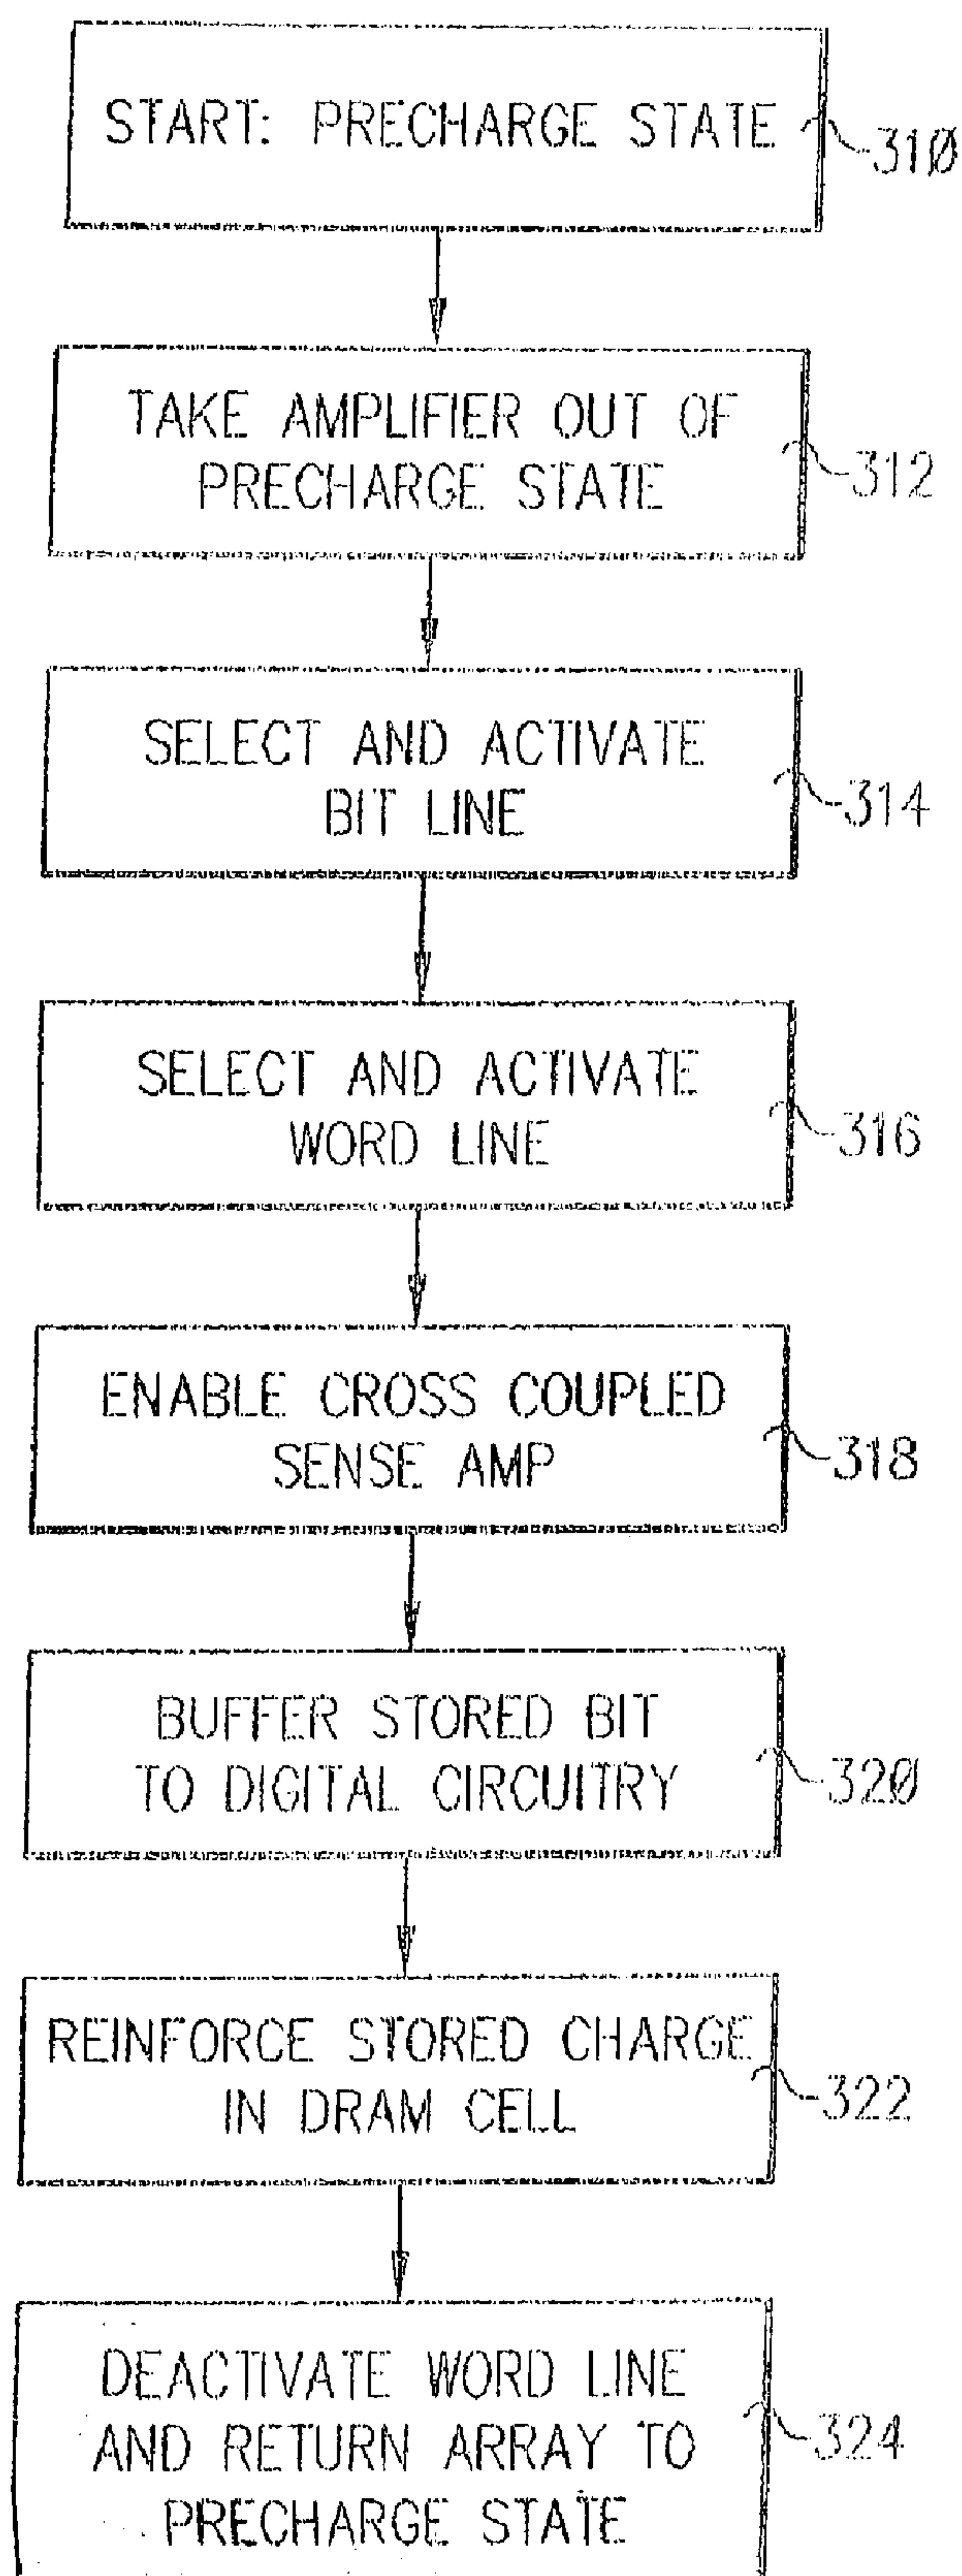 START: PRECHARGE STATE
310
TAKE AMPLIFIER OUT OF
PRECHARGE STATE
312
SELECT AND ACTIVATE
BIT LINE
314
SELECT AND ACTIVATE
WORD LINE
316
ENABLE CROSS COUPLED
SENSE AMP
318
BUFFER STORED BIT
TO DIGITAL CIRCUITRY
320
REINFORCE STORED CHARGE
IN DRAM CELL
322
DEACTIVATE WORD LINE
AND RETURN ARRAY TO
PRECHARGE STATE
324